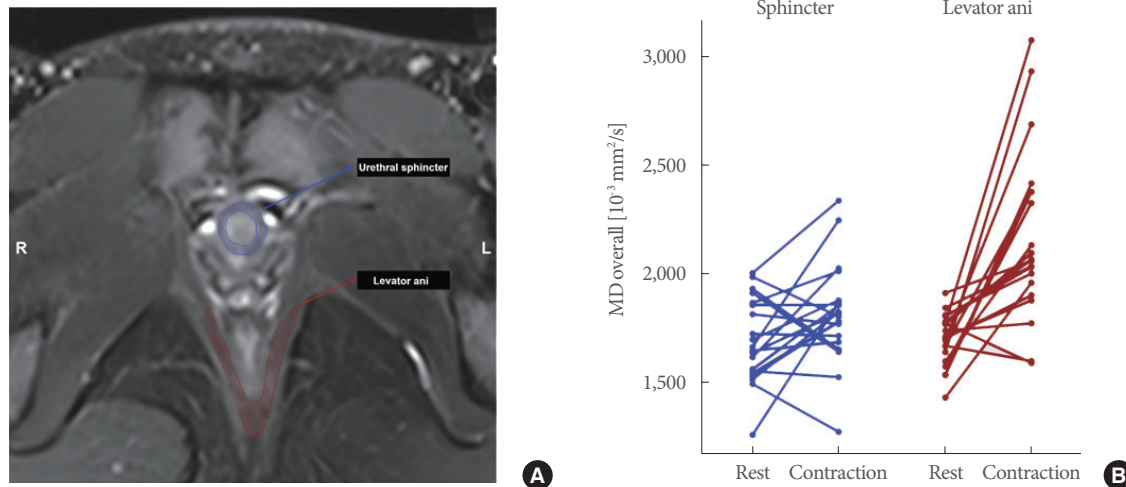 Urethral sphincter
R
L
Levator ani
A
Sphincter
Levator ani
MD overall [10⁻³ mm²/s]
3,000
2,500
2,000
1,500
Rest
Contraction
Rest
Contraction
B